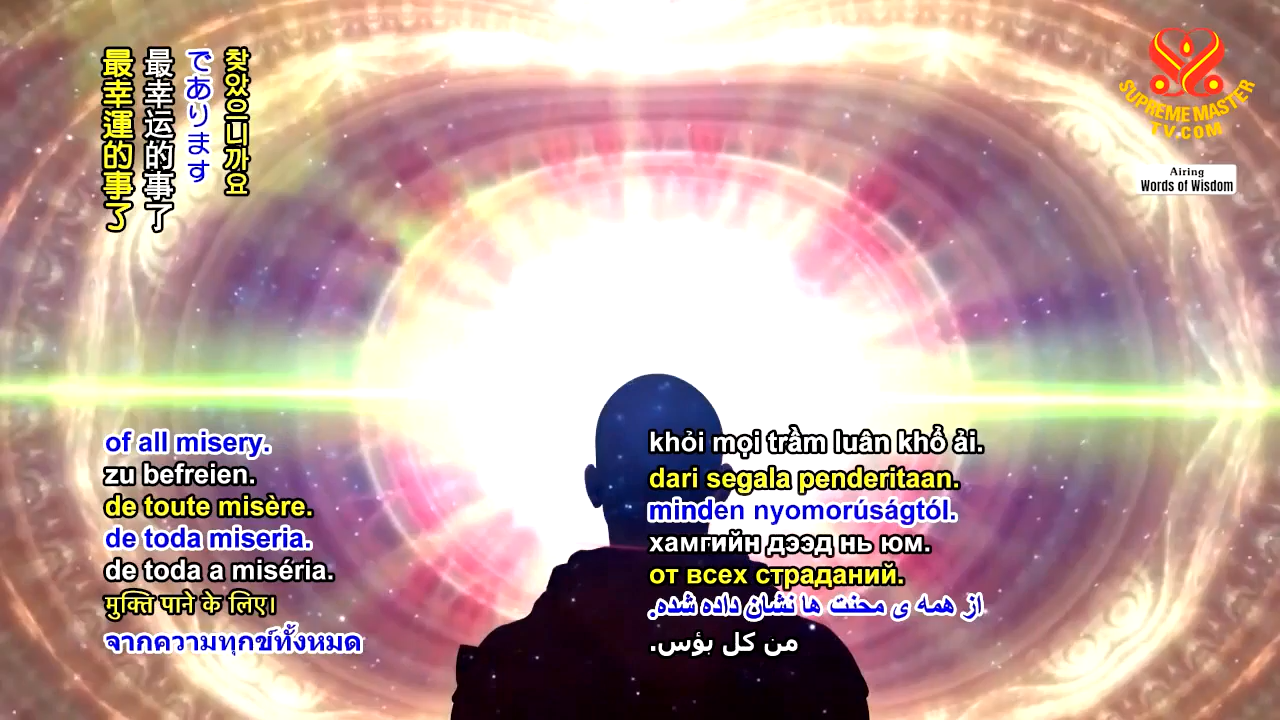 最幸運的事了
最幸运的事了
であります
찾았으니까요
SUPREME MASTER
TV.COM
Airing
Words of Wisdom
of all misery.
zu befreien.
de toute misère.
de toda miseria.
de toda a miséria.
मुक्ति पाने के लिए।
จากความทุกข์ทั้งหมด
khỏi mọi trầm luân khổ ải.
dari segala penderitaan.
minden nyomorúságtól.
хамгийн дээд нь юм.
от всех страданий.
از همه ی محنت ها نشان داده شده.
من كل بؤس.